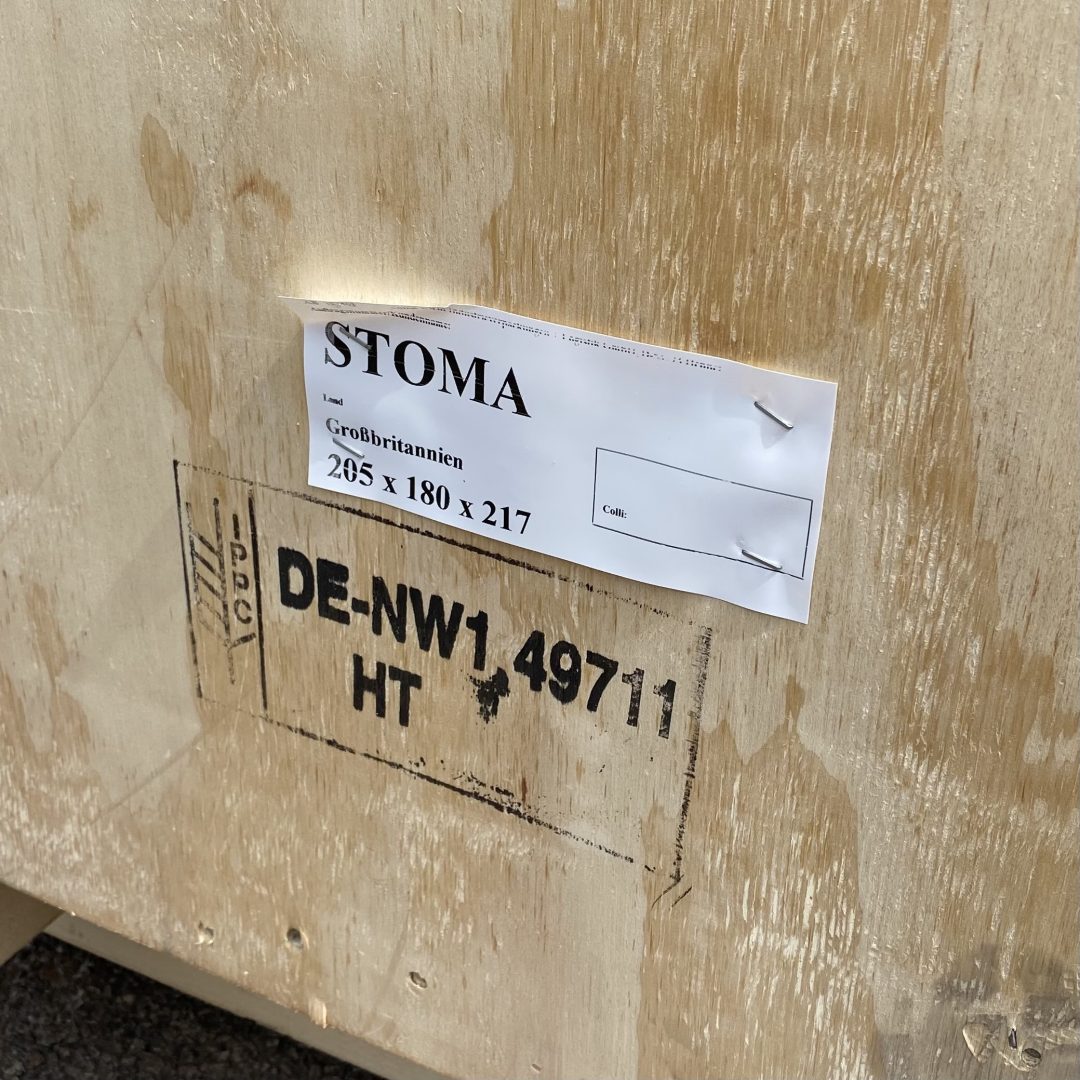 STOMA
Land
Großbritannien
205 x 180 x 217
Colli:
IPPC
DE-NW1 49711
HT